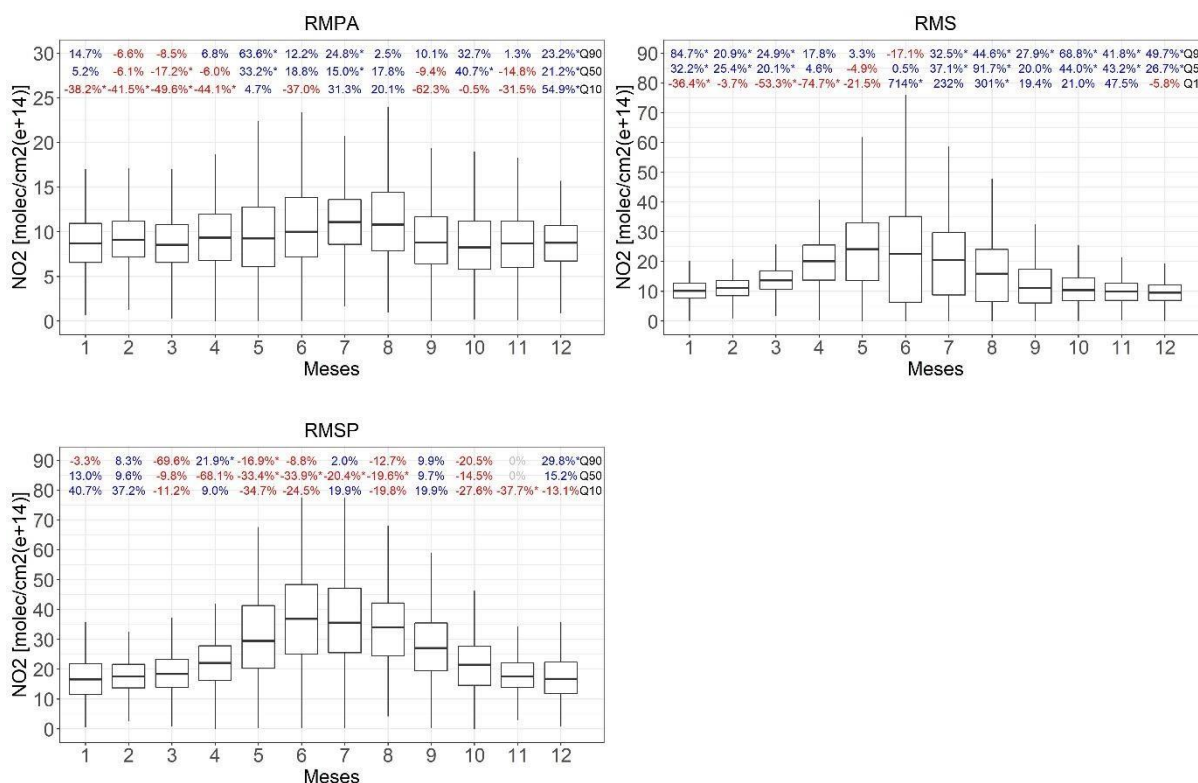 RMPA
30 14.7% -6.6% -8.5% 6.8% 63.6%* 12.2% 24.8%* 2.5% 10.1% 32.7% 1.3% 23.2%*Q90
5.2% -6.1% -17.2%* -6.0% 33.2%* 18.8% 15.0%* 17.8% -9.4% 40.7%* -14.8% 21.2%*Q50
-38.2%* -41.5%* -49.6%* -44.1%* 4.7% -37.0% 31.3% 20.1% -62.3% -0.5% -31.5% 54.9%*Q10
25
20
15
10
5
0
NO2 [molec/cm2(e+14)]
1 2 3 4 5 6 7 8 9 10 11 12
Meses
RMS
90 84.7%* 20.9%* 24.9%* 17.8% 3.3% -17.1% 32.5%* 44.6%* 27.9%* 68.8%* 41.8%* 49.7%*Q9
32.2%* 25.4%* 20.1%* 4.6% -4.9% 0.5% 37.1%* 91.7%* 20.0% 44.0%* 43.2%* 26.7%*Q5
80 -36.4%* -3.7% -53.3%* -74.7%* -21.5% 714%* 232% 301%* 19.4% 21.0% 47.5% -5.8% Q1
70
60
50
40
30
20
10
0
NO2 [molec/cm2(e+14)]
1 2 3 4 5 6 7 8 9 10 11 12
Meses
RMSP
90 -3.3% 8.3% -69.6% 21.9%* -16.9%* -8.8% 2.0% -12.7% 9.9% -20.5% 0% 29.8%*Q90
13.0% 9.6% -9.8% -68.1% -33.4%* -33.9%* -20.4%* -19.6%* 9.7% -14.5% 0% 15.2%Q50
80 40.7% 37.2% -11.2% 9.0% -34.7% -24.5% 19.9% -19.8% 19.9% -27.6% -37.7%* -13.1%Q10
70
60
50
40
30
20
10
0
NO2 [molec/cm2(e+14)]
1 2 3 4 5 6 7 8 9 10 11 12
Meses